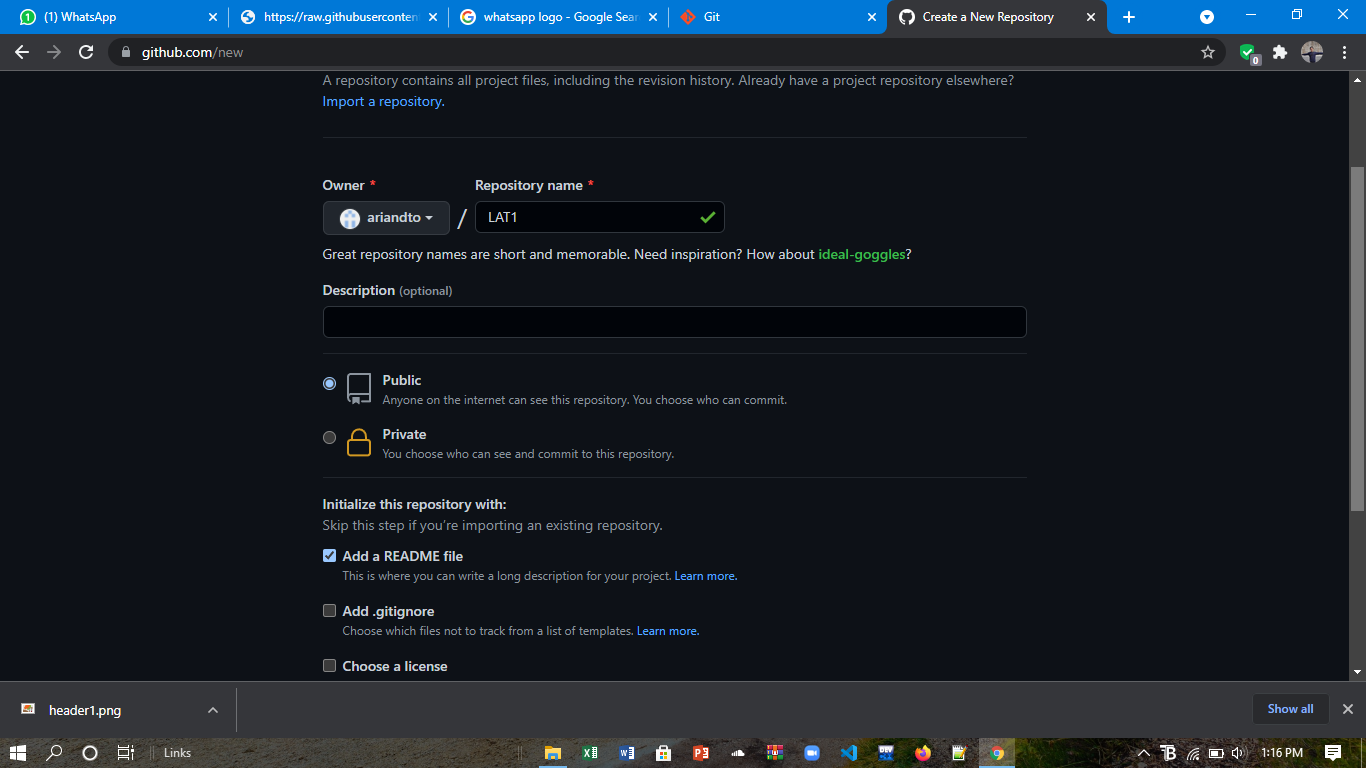 (1) WhatsApp
https://raw.githubusercontent
whatsapp logo - Google Sear
Git
Create a New Repository
github.com/new
0
A repository contains all project files, including the revision history. Already have a project repository elsewhere?
Import a repository.
Owner *
Repository name *
ariandto
/
LAT1
Great repository names are short and memorable. Need inspiration? How about ideal-goggles?
Description (optional)
Public
Anyone on the internet can see this repository. You choose who can commit.
Private
You choose who can see and commit to this repository.
Initialize this repository with:
Skip this step if you're importing an existing repository.
Add a README file
This is where you can write a long description for your project. Learn more.
Add .gitignore
Choose which files not to track from a list of templates. Learn more.
Choose a license
header1.png
Show all
Links
1:16 PM